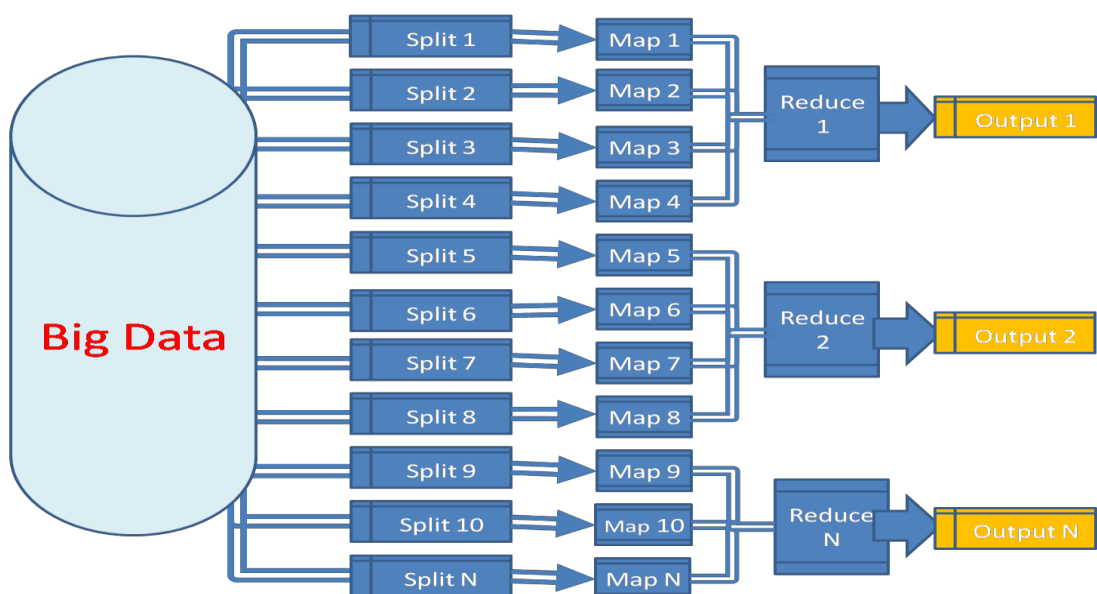 Big Data
Split 1
Map 1
Split 2
Map 2
Split 3
Map 3
Split 4
Map 4
Reduce
1
Output 1
Split 5
Map 5
Split 6
Map 6
Split 7
Map 7
Split 8
Map 8
Reduce
2
Output 2
Split 9
Map 9
Split 10
Map 10
Split N
Map N
Reduce
N
Output N